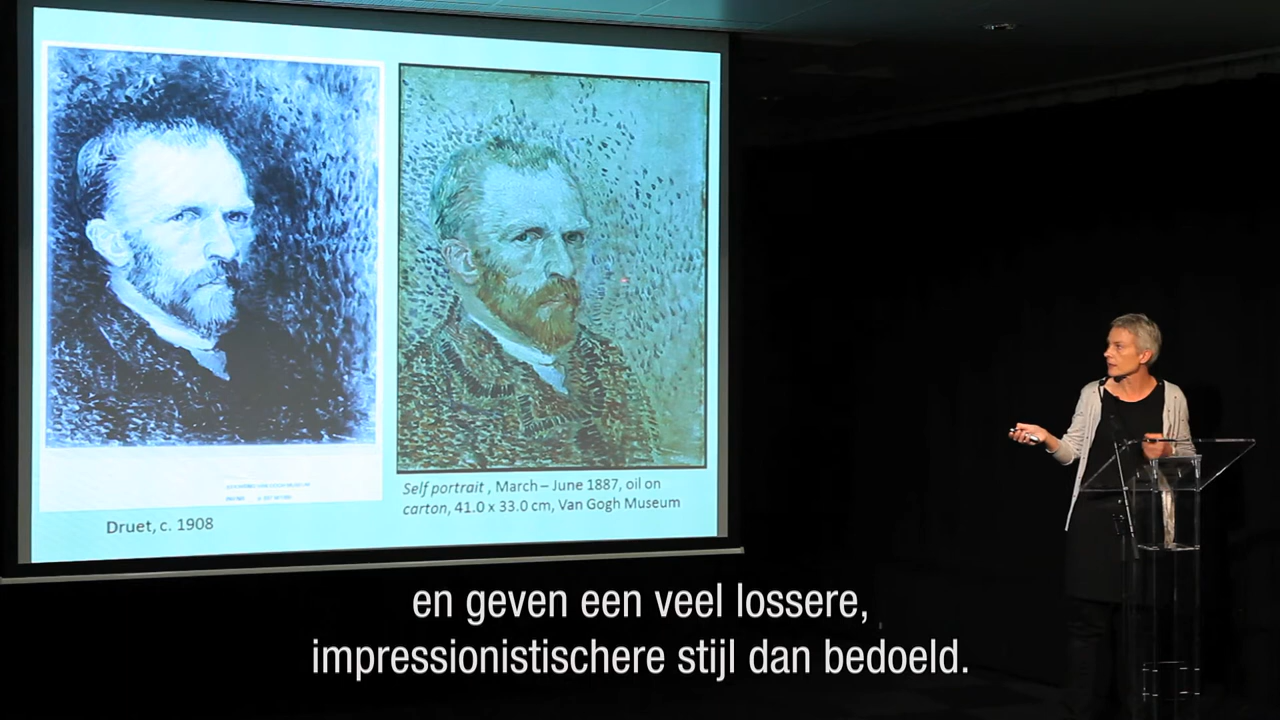 Druet, c. 1908
Self portrait , March – June 1887, oil on
carton, 41.0 x 33.0 cm, Van Gogh Museum
en geven een veel lossere,
impressionistischere stijl dan bedoeld.